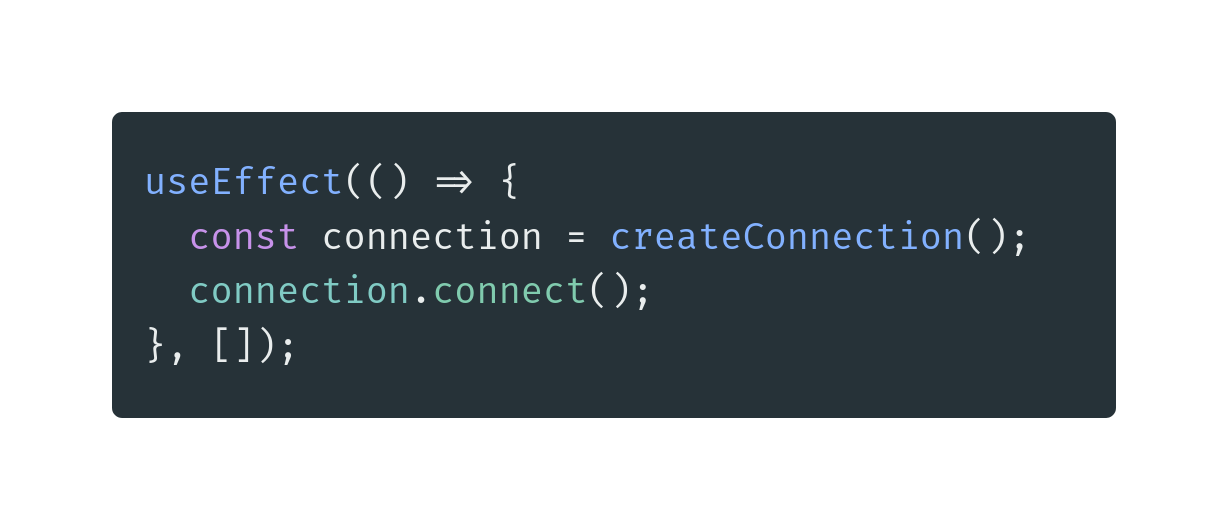 useEffect(() => {
  const connection = createConnection();
  connection.connect();
}, []);